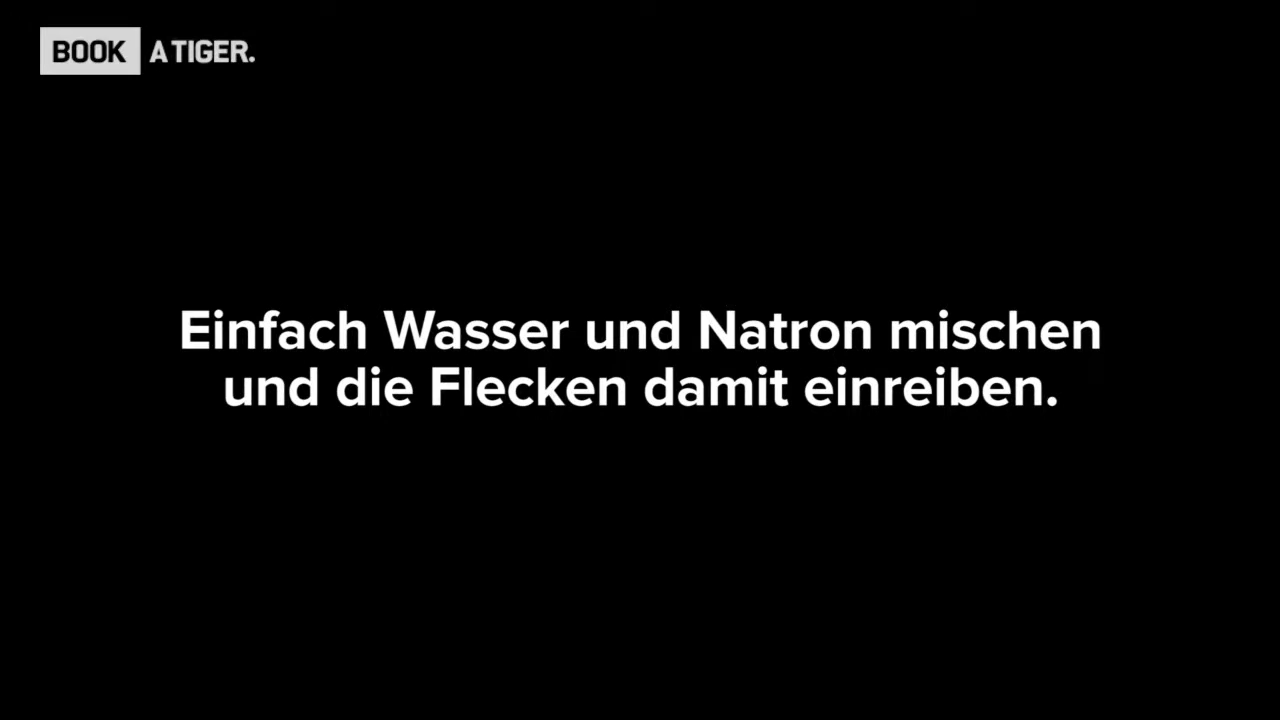 BOOK A TIGER.
Einfach Wasser und Natron mischen
und die Flecken damit einreiben.